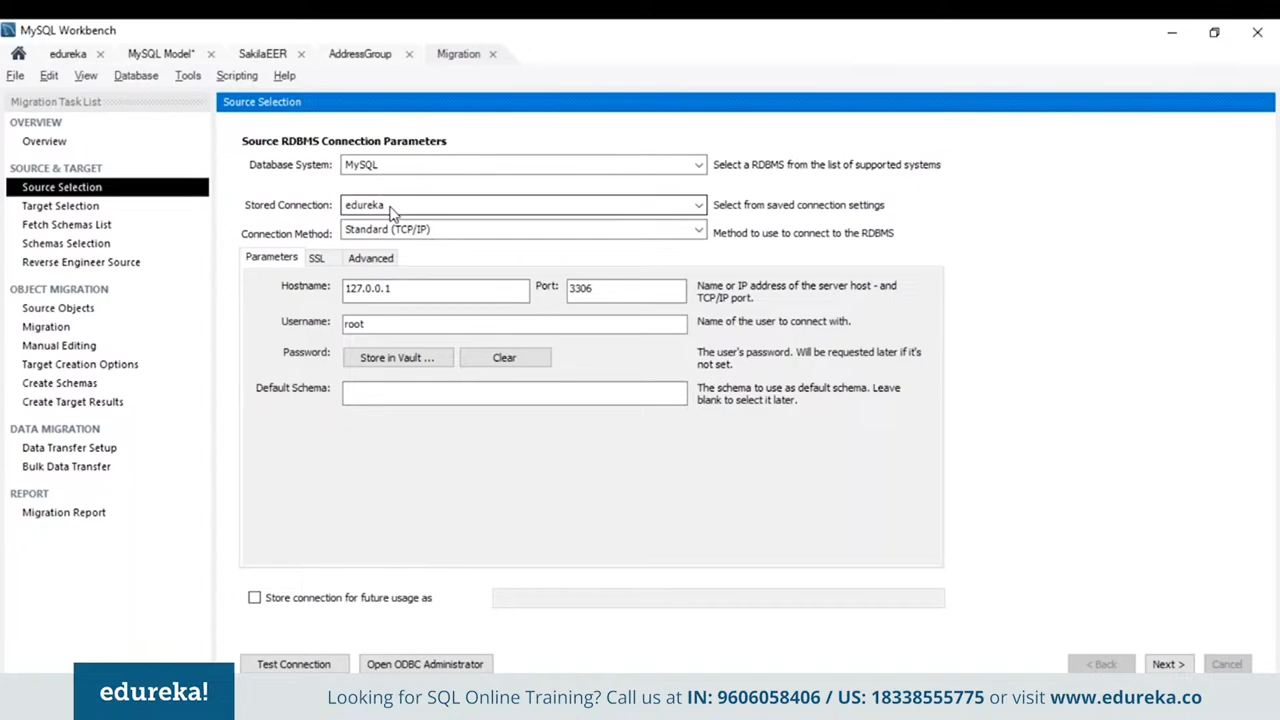 MySQL Workbench
edureka
MySQL Model*
SakilaEER
AddressGroup
Migration
File Edit View Database Tools Scripting Help
Migration Task List
OVERVIEW
Overview
SOURCE & TARGET
Source Selection
Target Selection
Fetch Schemas List
Schemas Selection
Reverse Engineer Source
OBJECT MIGRATION
Source Objects
Migration
Manual Editing
Target Creation Options
Create Schemas
Create Target Results
DATA MIGRATION
Data Transfer Setup
Bulk Data Transfer
REPORT
Migration Report
Source Selection
Source RDBMS Connection Parameters
Database System: MySQL Select a RDBMS from the list of supported systems
Stored Connection: edureka Select from saved connection settings
Connection Method: Standard (TCP/IP) Method to use to connect to the RDBMS
Parameters SSL Advanced
Hostname: 127.0.0.1 Port: 3306 Name or IP address of the server host - and
TCP/IP port.
Username: root Name of the user to connect with.
Password: Store in Vault ... Clear The user's password. Will be requested later if it's
not set.
Default Schema: The schema to use as default schema. Leave
blank to select it later.
Store connection for future usage as
Test Connection Open ODBC Administrator < Back Next > Cancel
edureka!
Looking for SQL Online Training? Call us at IN: 9606058406 / US: 18338555775 or visit www.edureka.co